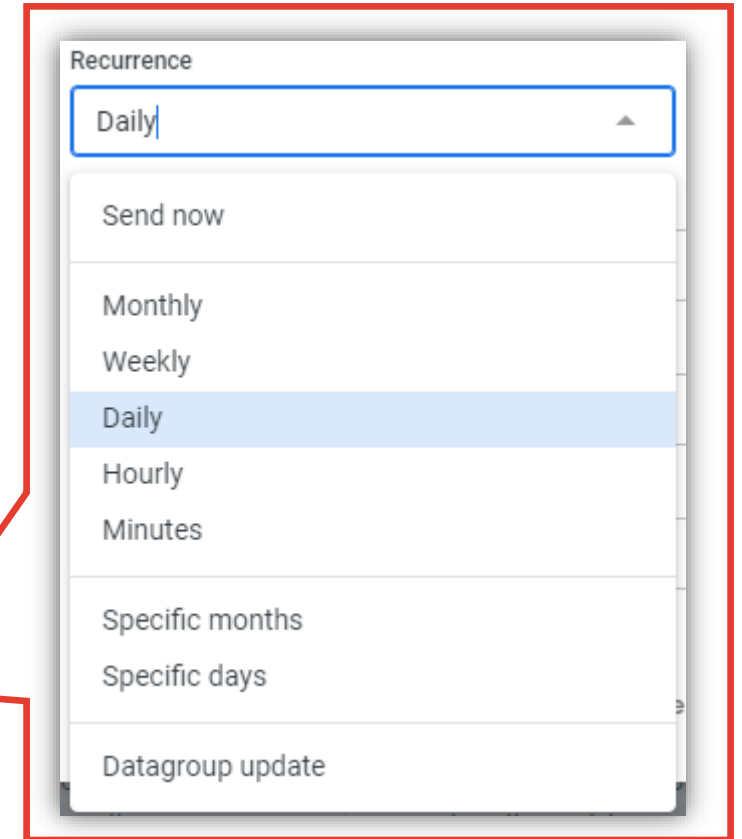 Recurrence
Daily
Send now
Monthly
Weekly
Daily
Hourly
Minutes
Specific months
Specific days
Datagroup update